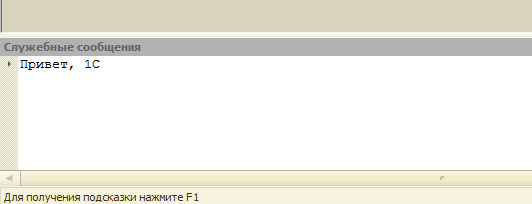 Служебные сообщения
Привет, 1С
Для получения подсказки нажмите F1